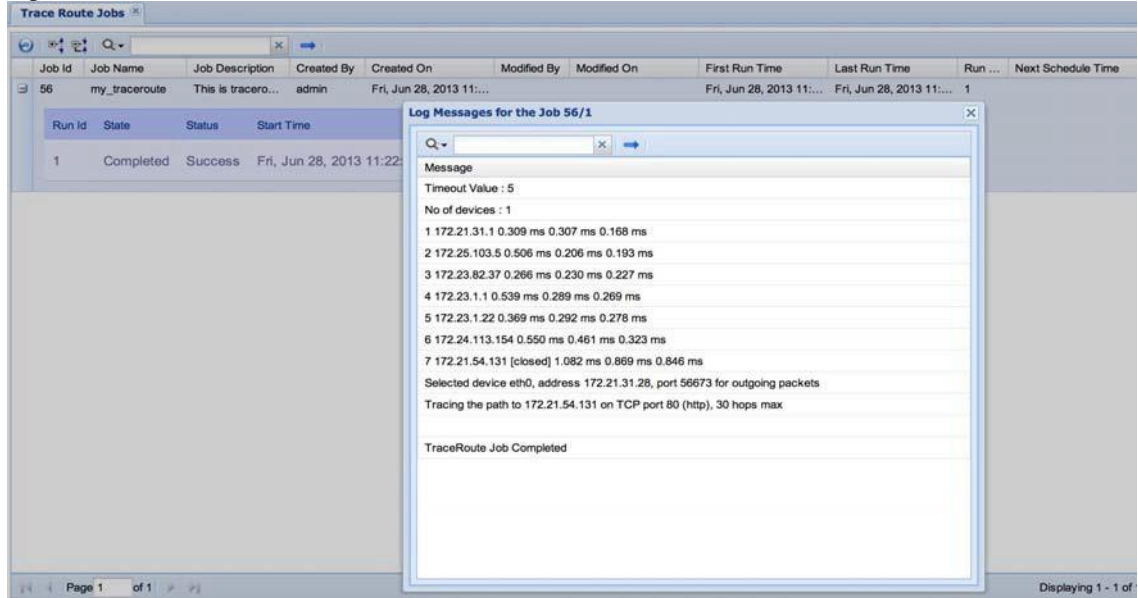 Trace Route Jobs
Job Id Job Name Job Description Created By Created On Modified By Modified On First Run Time Last Run Time Run ... Next Schedule Time
56 my_traceroute This is tracero... admin Fri, Jun 28, 2013 11:... Fri, Jun 28, 2013 11:... Fri, Jun 28, 2013 11:... 1
Run Id State Status Start Time
1 Completed Success Fri, Jun 28, 2013 11:22:
Log Messages for the Job 56/1
Message
Timeout Value : 5
No of devices : 1
1 172.21.31.1 0.309 ms 0.307 ms 0.168 ms
2 172.25.103.5 0.506 ms 0.206 ms 0.193 ms
3 172.23.82.37 0.266 ms 0.230 ms 0.227 ms
4 172.23.1.1 0.539 ms 0.289 ms 0.269 ms
5 172.23.1.22 0.369 ms 0.292 ms 0.278 ms
6 172.24.113.154 0.550 ms 0.461 ms 0.323 ms
7 172.21.54.131 [closed] 1.082 ms 0.869 ms 0.846 ms
Selected device eth0, address 172.21.31.28, port 56673 for outgoing packets
Tracing the path to 172.21.54.131 on TCP port 80 (http), 30 hops max
TraceRoute Job Completed
Page 1 of 1 Displaying 1 - 1 of